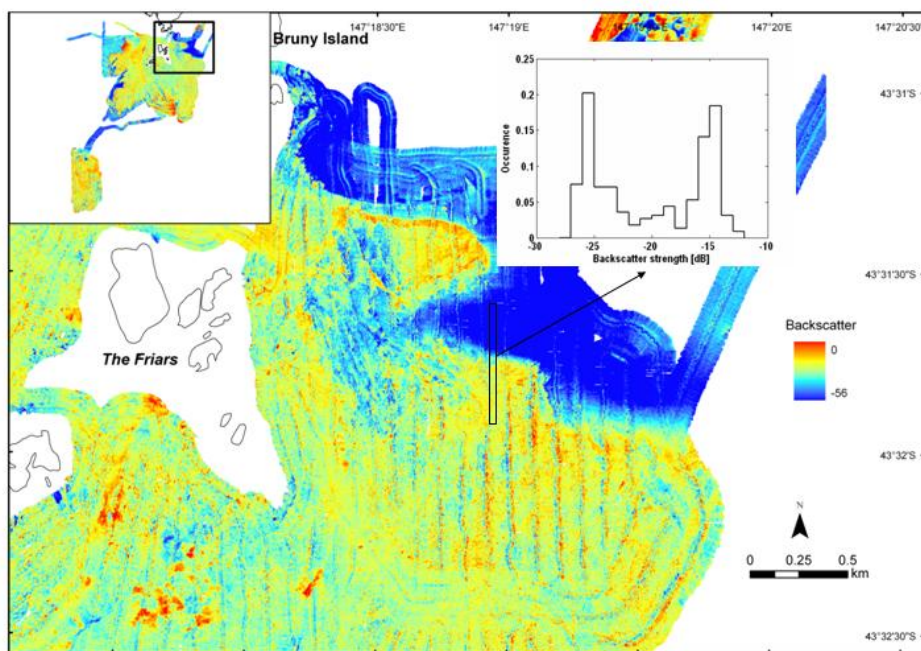 147°18'30"E
147°19'E
147°20'E
147°20'30"E
Bruny Island
43°31'S
0.25
0.2
0.15
0.1
0.05
0
Occurence
-30
-25
-20
-15
-10
Backscatter strength [dB]
43°31'30"S
Backscatter
0
-56
The Friars
43°32'S
N
0
0.25
0.5
km
43°32'30"S